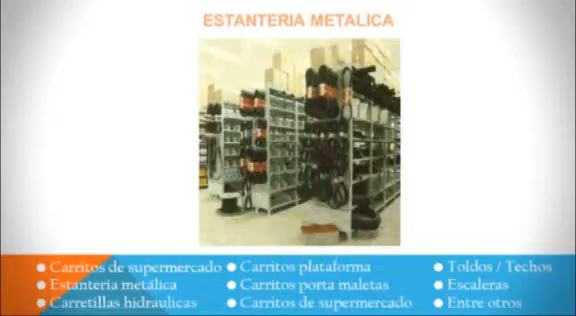 ESTANTERIA METALICA
Carritos de supermercado
Estanteria metálica
Carretillas hidraulicas
Carritos plataforma
Carritos porta maletas
Carritos de supermercado
Toldos / Techos
Escaleras
Entre otros